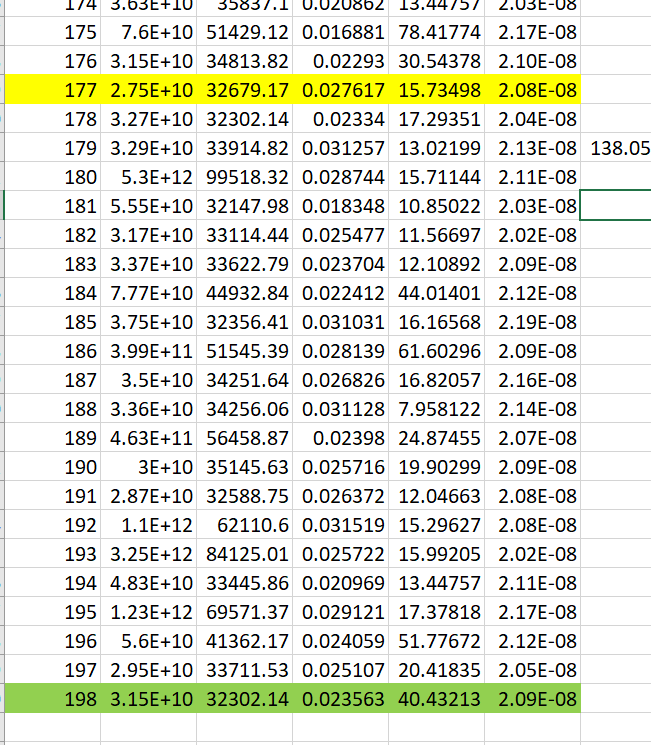 174 3.63E+10 35837.1 0.020862 13.44757 2.03E-08
175 7.6E+10 51429.12 0.016881 78.41774 2.17E-08
176 3.15E+10 34813.82 0.02293 30.54378 2.10E-08
177 2.75E+10 32679.17 0.027617 15.73498 2.08E-08
178 3.27E+10 32302.14 0.02334 17.29351 2.04E-08
179 3.29E+10 33914.82 0.031257 13.02199 2.13E-08 138.05
180 5.3E+12 99518.32 0.028744 15.71144 2.11E-08
181 5.55E+10 32147.98 0.018348 10.85022 2.03E-08
182 3.17E+10 33114.44 0.025477 11.56697 2.02E-08
183 3.37E+10 33622.79 0.023704 12.10892 2.09E-08
184 7.77E+10 44932.84 0.022412 44.01401 2.12E-08
185 3.75E+10 32356.41 0.031031 16.16568 2.19E-08
186 3.99E+11 51545.39 0.028139 61.60296 2.09E-08
187 3.5E+10 34251.64 0.026826 16.82057 2.16E-08
188 3.36E+10 34256.06 0.031128 7.958122 2.14E-08
189 4.63E+11 56458.87 0.02398 24.87455 2.07E-08
190 3E+10 35145.63 0.025716 19.90299 2.09E-08
191 2.87E+10 32588.75 0.026372 12.04663 2.08E-08
192 1.1E+12 62110.6 0.031519 15.29627 2.08E-08
193 3.25E+12 84125.01 0.025722 15.99205 2.02E-08
194 4.83E+10 33445.86 0.020969 13.44757 2.11E-08
195 1.23E+12 69571.37 0.029121 17.37818 2.17E-08
196 5.6E+10 41362.17 0.024059 51.77672 2.12E-08
197 2.95E+10 33711.53 0.025107 20.41835 2.05E-08
198 3.15E+10 32302.14 0.023563 40.43213 2.09E-08